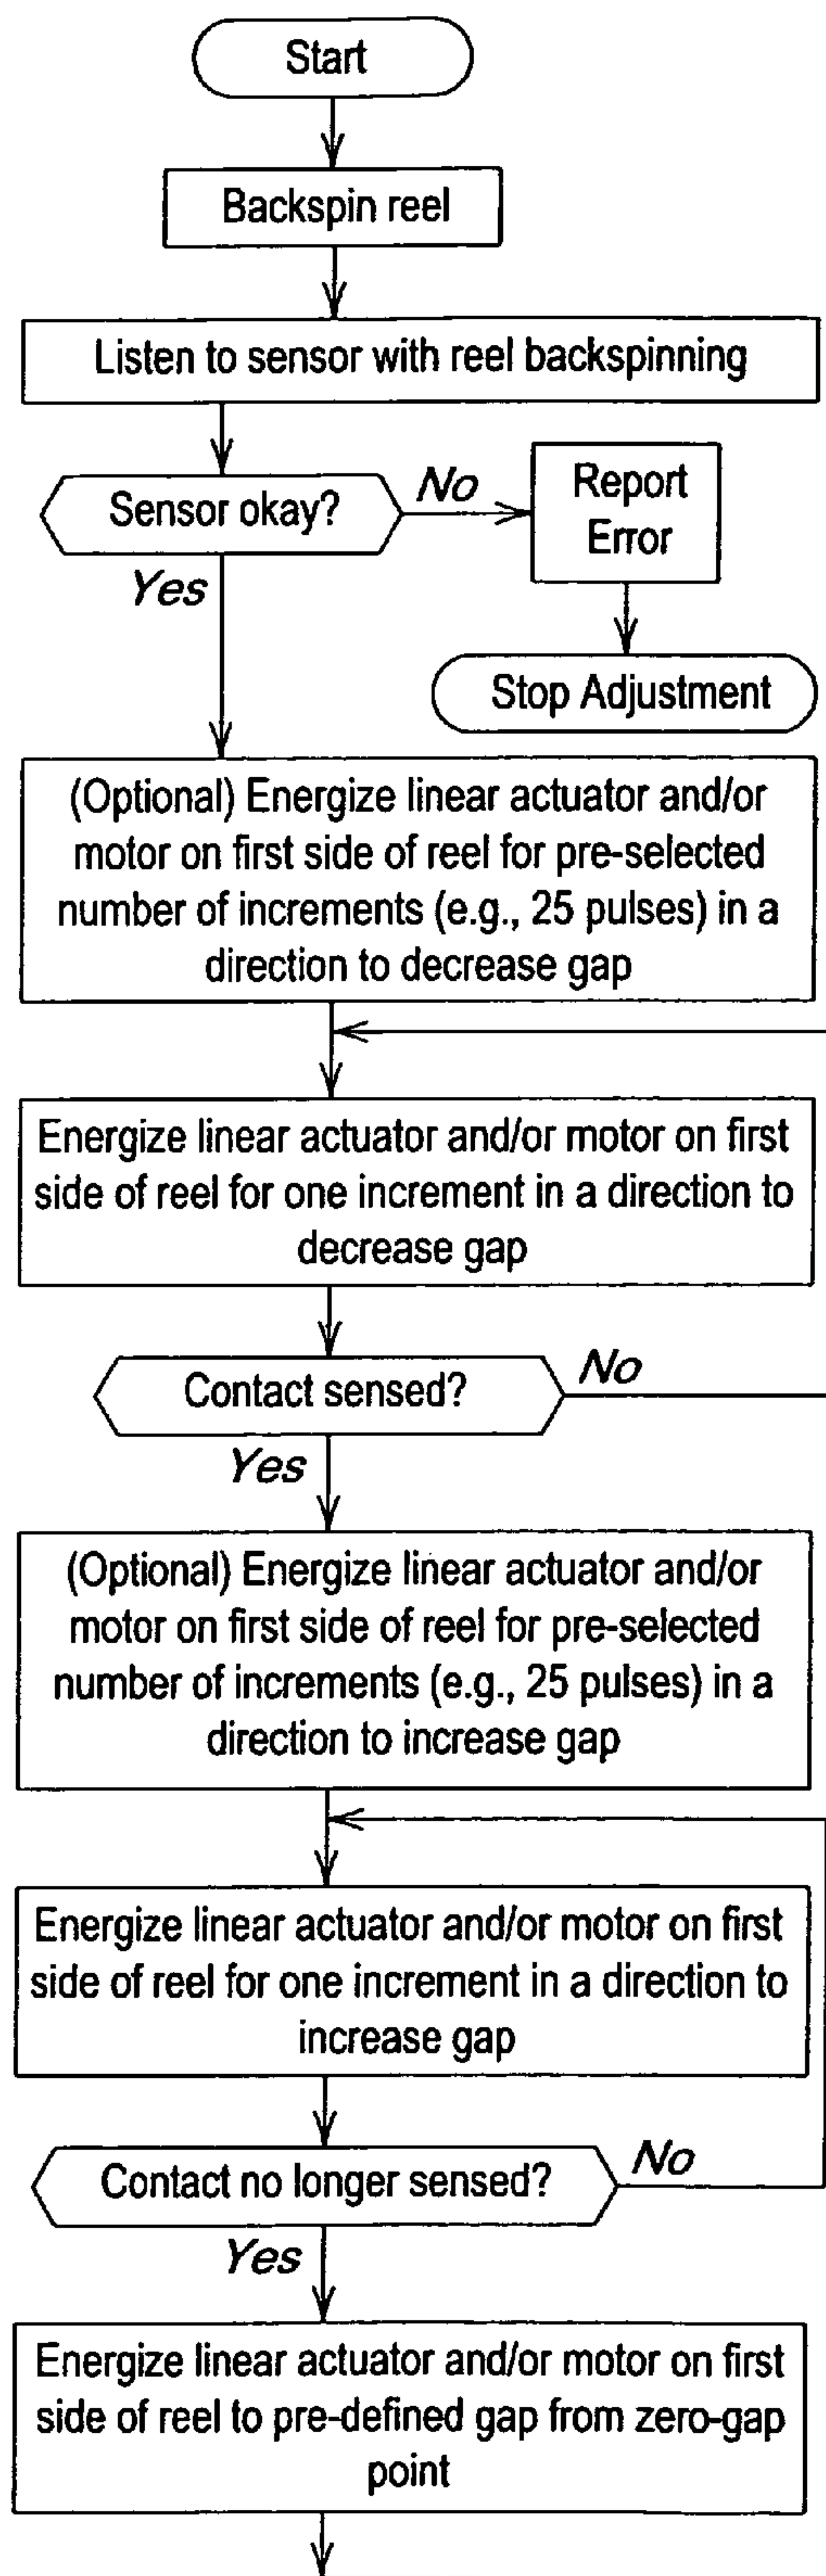 Start
Backspin reel
Listen to sensor with reel backspinning
Sensor okay?
No
Report
Error
Yes
Stop Adjustment
(Optional) Energize linear actuator and/or
motor on first side of reel for pre-selected
number of increments (e.g., 25 pulses) in a
direction to decrease gap
Energize linear actuator and/or motor on first
side of reel for one increment in a direction to
decrease gap
Contact sensed?
No
Yes
(Optional) Energize linear actuator and/or
motor on first side of reel for pre-selected
number of increments (e.g., 25 pulses) in a
direction to increase gap
Energize linear actuator and/or motor on first
side of reel for one increment in a direction to
increase gap
Contact no longer sensed?
No
Yes
Energize linear actuator and/or motor on first
side of reel to pre-defined gap from zero-gap
point